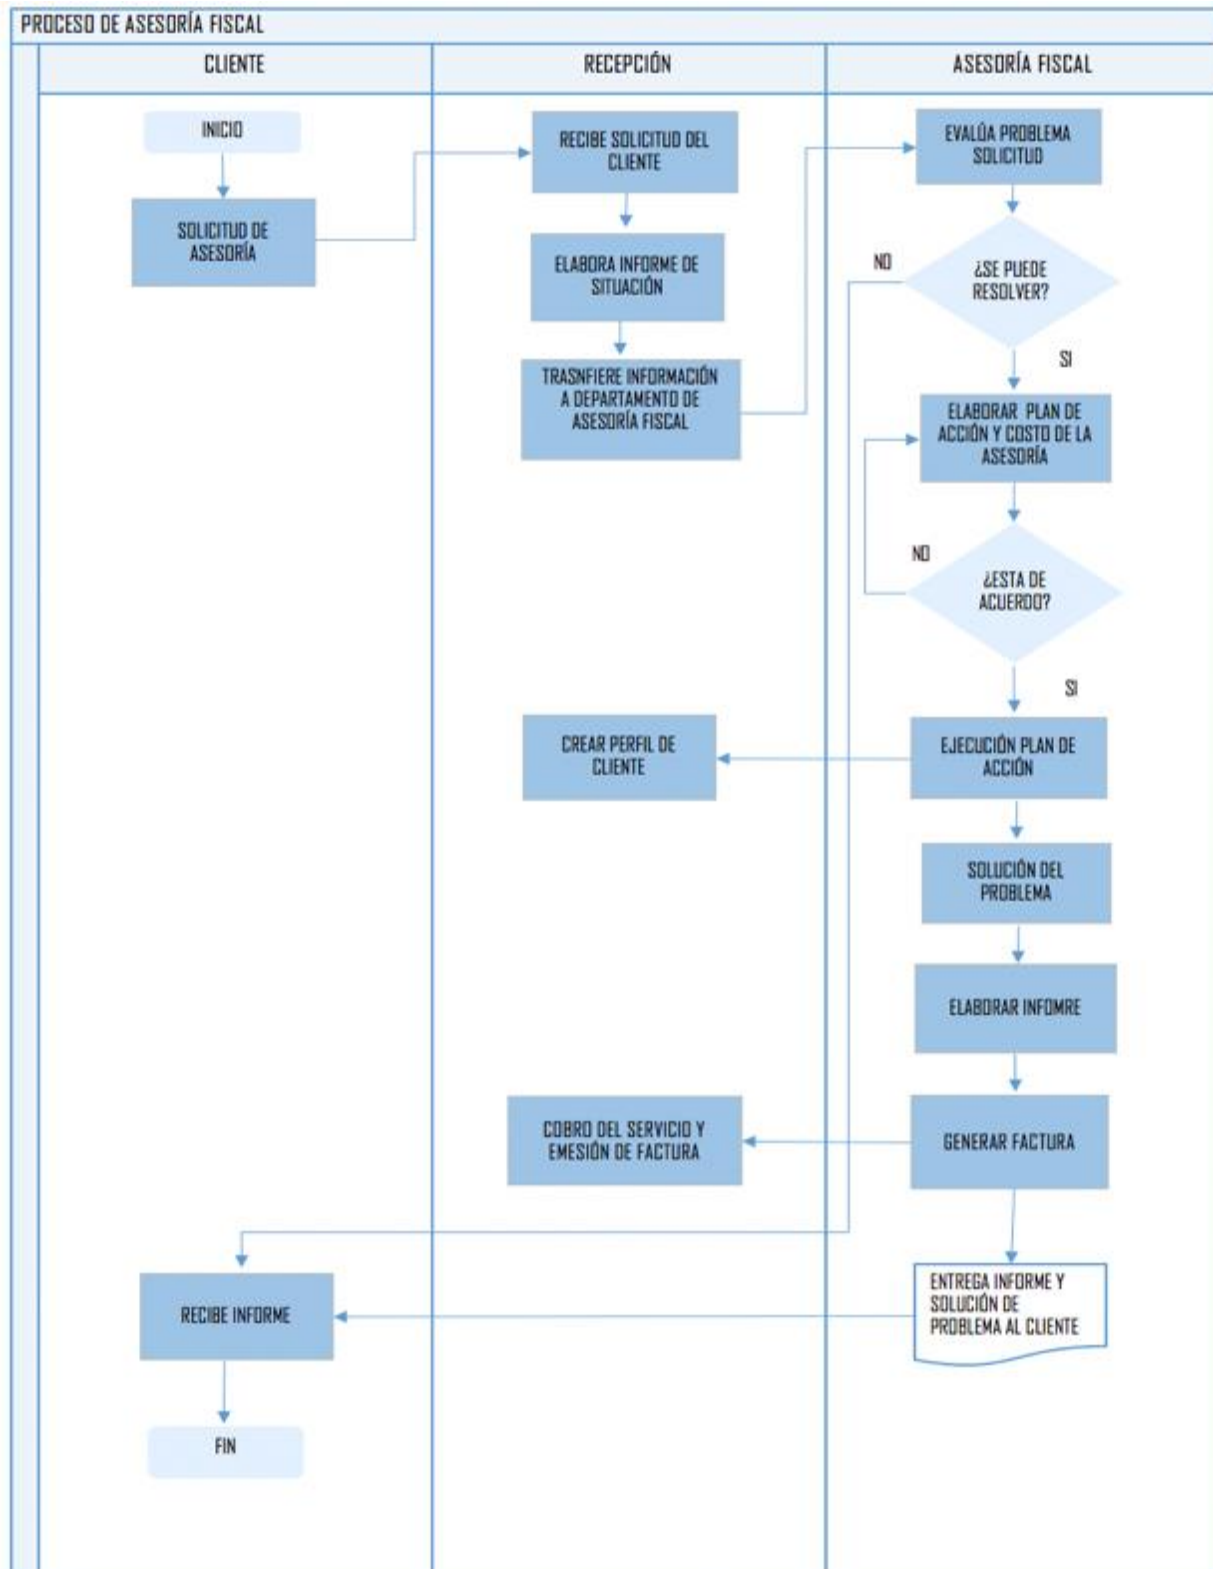 PROCESO DE ASESORÍA FISCAL
CLIENTE
RECEPCIÓN
ASESORÍA FISCAL
INICIO
SOLICITUD DE
ASESORÍA
RECIBE SOLICITUD DEL
CLIENTE
ELABORA INFORME DE
SITUACIÓN
TRASNFIERE INFORMACIÓN
A DEPARTAMENTO DE
ASESORÍA FISCAL
EVALÚA PROBLEMA
SOLICITUD
NO
¿SE PUEDE
RESOLVER?
SI
ELABORAR PLAN DE
ACCIÓN Y COSTO DE LA
ASESORÍA
NO
¿ESTA DE
ACUERDO?
SI
CREAR PERFIL DE
CLIENTE
EJECUCIÓN PLAN DE
ACCIÓN
SOLUCIÓN DEL
PROBLEMA
ELABORAR INFOMRE
COBRO DEL SERVICIO Y
EMESIÓN DE FACTURA
GENERAR FACTURA
ENTREGA INFORME Y
SOLUCIÓN DE
PROBLEMA AL CLIENTE
RECIBE INFORME
FIN